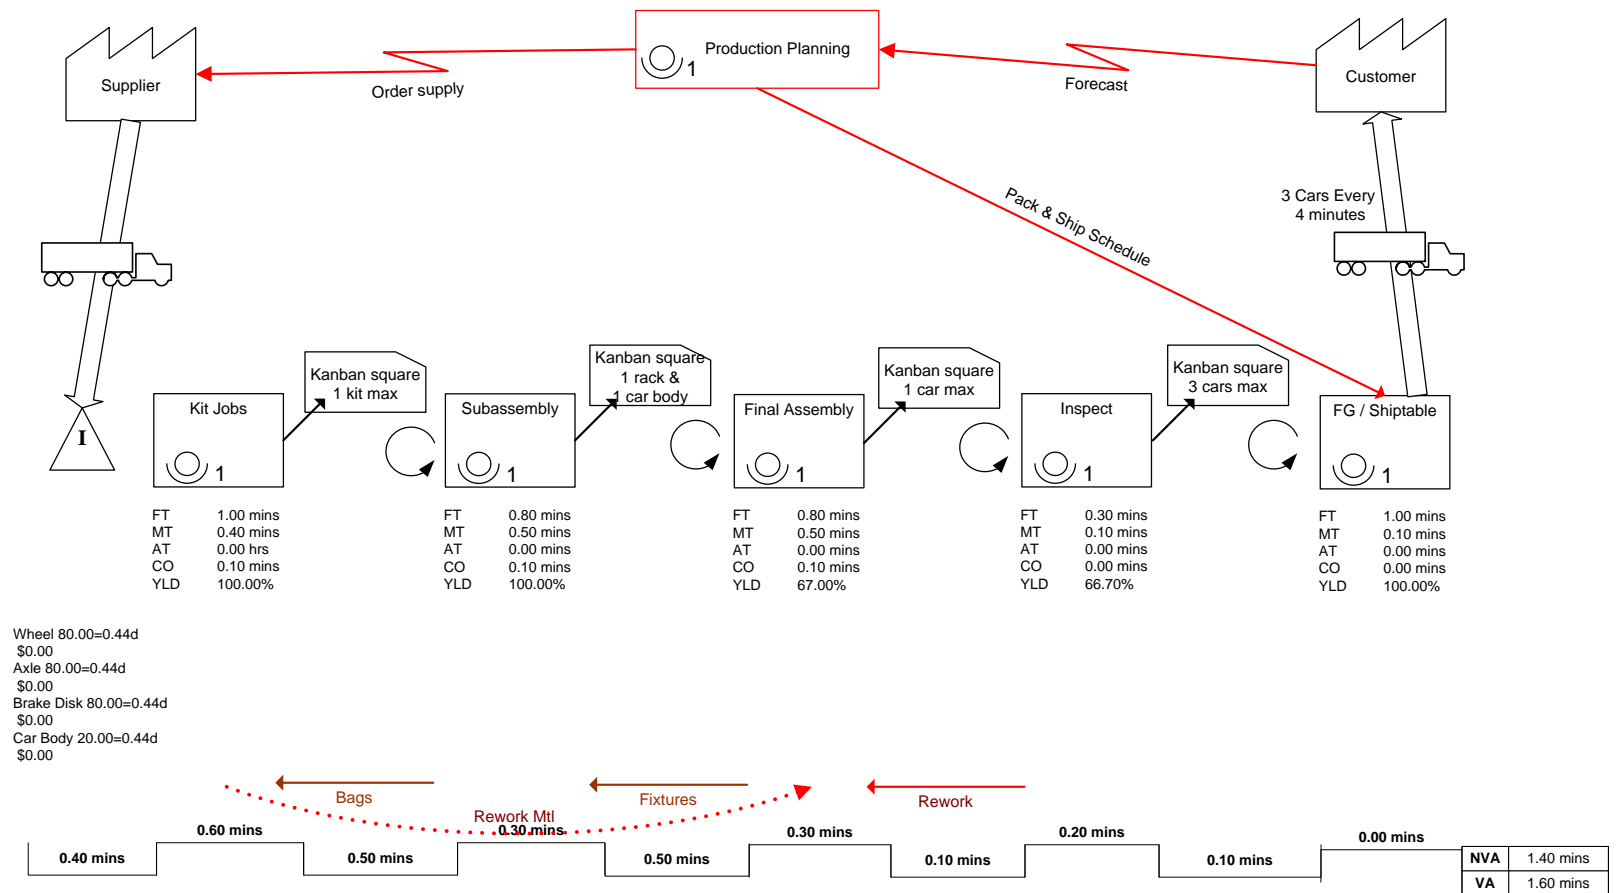 Supplier
Order supply
Production Planning
1
Forecast
Customer
Pack & Ship Schedule
3 Cars Every
4 minutes
I
Kit Jobs
1
Kanban square
1 kit max
Subassembly
1
Kanban square
1 rack &
1 car body
Final Assembly
1
Kanban square
1 car max
Inspect
1
Kanban square
3 cars max
FG / Shiptable
1
FT 1.00 mins
MT 0.40 mins
AT 0.00 hrs
CO 0.10 mins
YLD 100.00%
FT 0.80 mins
MT 0.50 mins
AT 0.00 mins
CO 0.10 mins
YLD 100.00%
FT 0.80 mins
MT 0.50 mins
AT 0.00 mins
CO 0.10 mins
YLD 67.00%
FT 0.30 mins
MT 0.10 mins
AT 0.00 mins
CO 0.00 mins
YLD 66.70%
FT 1.00 mins
MT 0.10 mins
AT 0.00 mins
CO 0.00 mins
YLD 100.00%
Wheel 80.00=0.44d
$0.00
Axle 80.00=0.44d
$0.00
Brake Disk 80.00=0.44d
$0.00
Car Body 20.00=0.44d
$0.00
Bags
Rework Mtl
Fixtures
Rework
0.40 mins
0.60 mins
0.50 mins
0.30 mins
0.50 mins
0.30 mins
0.10 mins
0.20 mins
0.10 mins
0.00 mins
NVA 1.40 mins
VA 1.60 mins